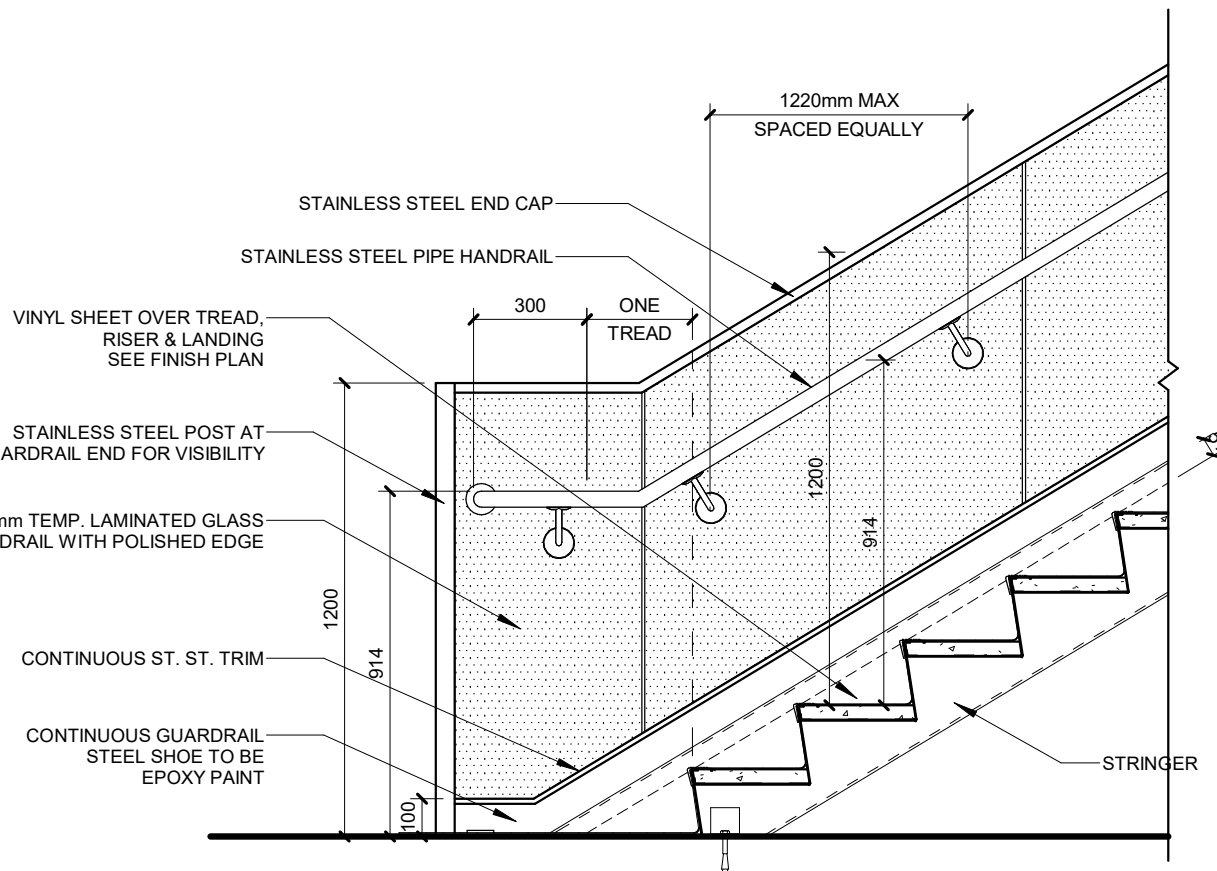 1220mm MAX
SPACED EQUALLY
STAINLESS STEEL END CAP
STAINLESS STEEL PIPE HANDRAIL
300
ONE
TREAD
VINYL SHEET OVER TREAD,
RISER & LANDING
SEE FINISH PLAN
STAINLESS STEEL POST AT
ARDRAIL END FOR VISIBILITY
mm TEMP. LAMINATED GLASS
DRAIL WITH POLISHED EDGE
1200
914
1200
914
CONTINUOUS ST. ST. TRIM
CONTINUOUS GUARDRAIL
STEEL SHOE TO BE
EPOXY PAINT
100
STRINGER